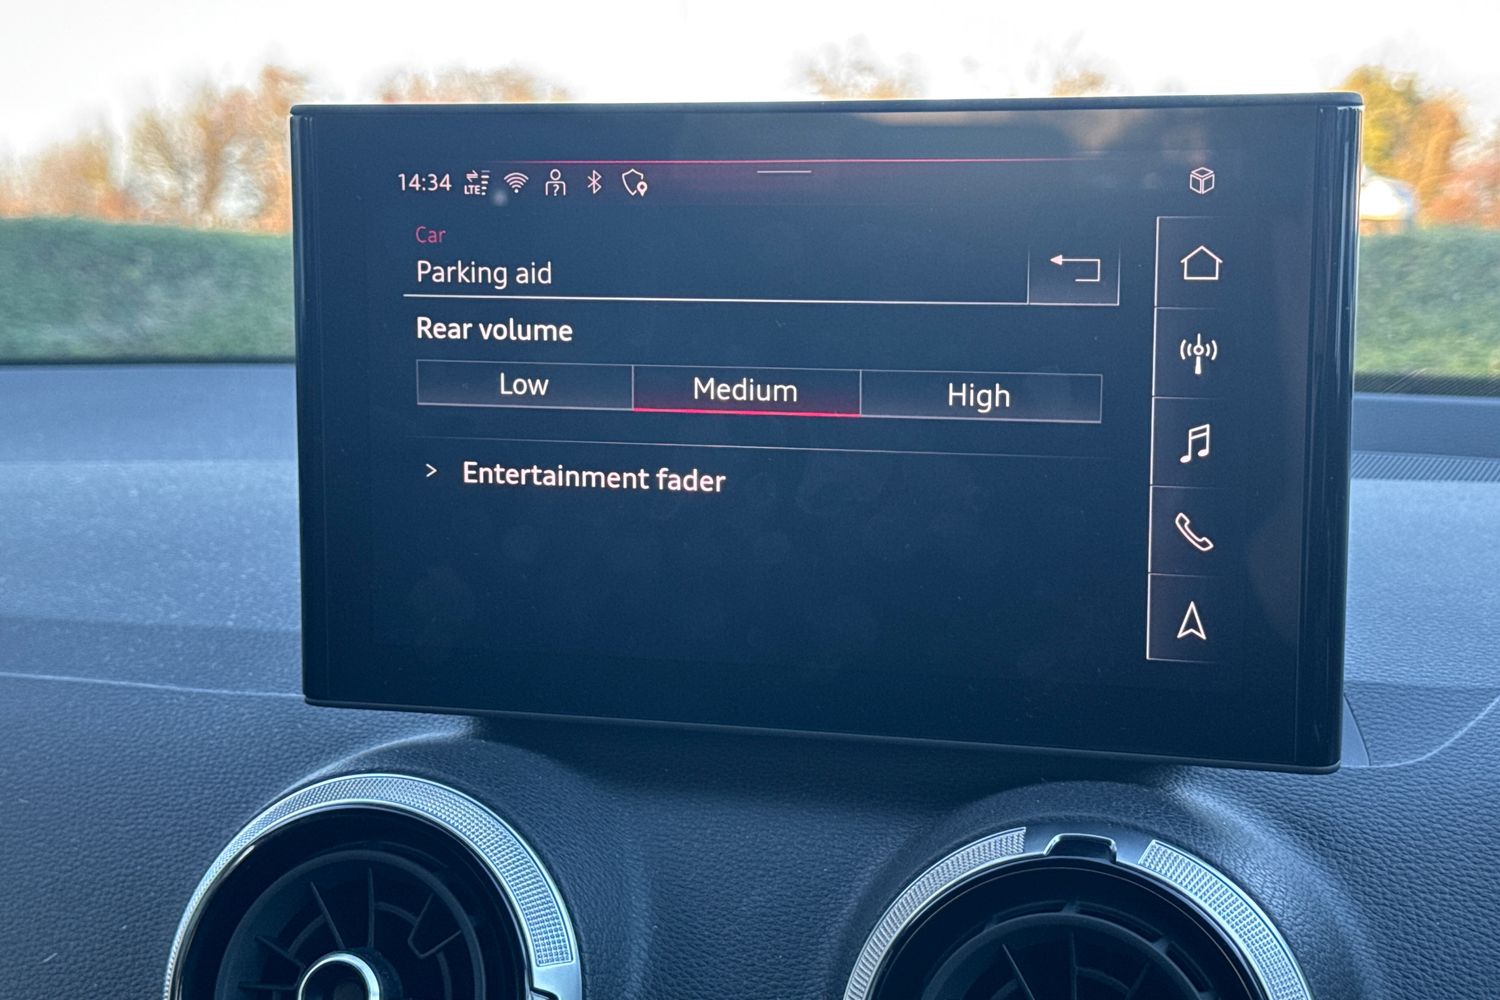 14:34 LTE ?
Car
Parking aid
Rear volume
Low Medium High
> Entertainment fader